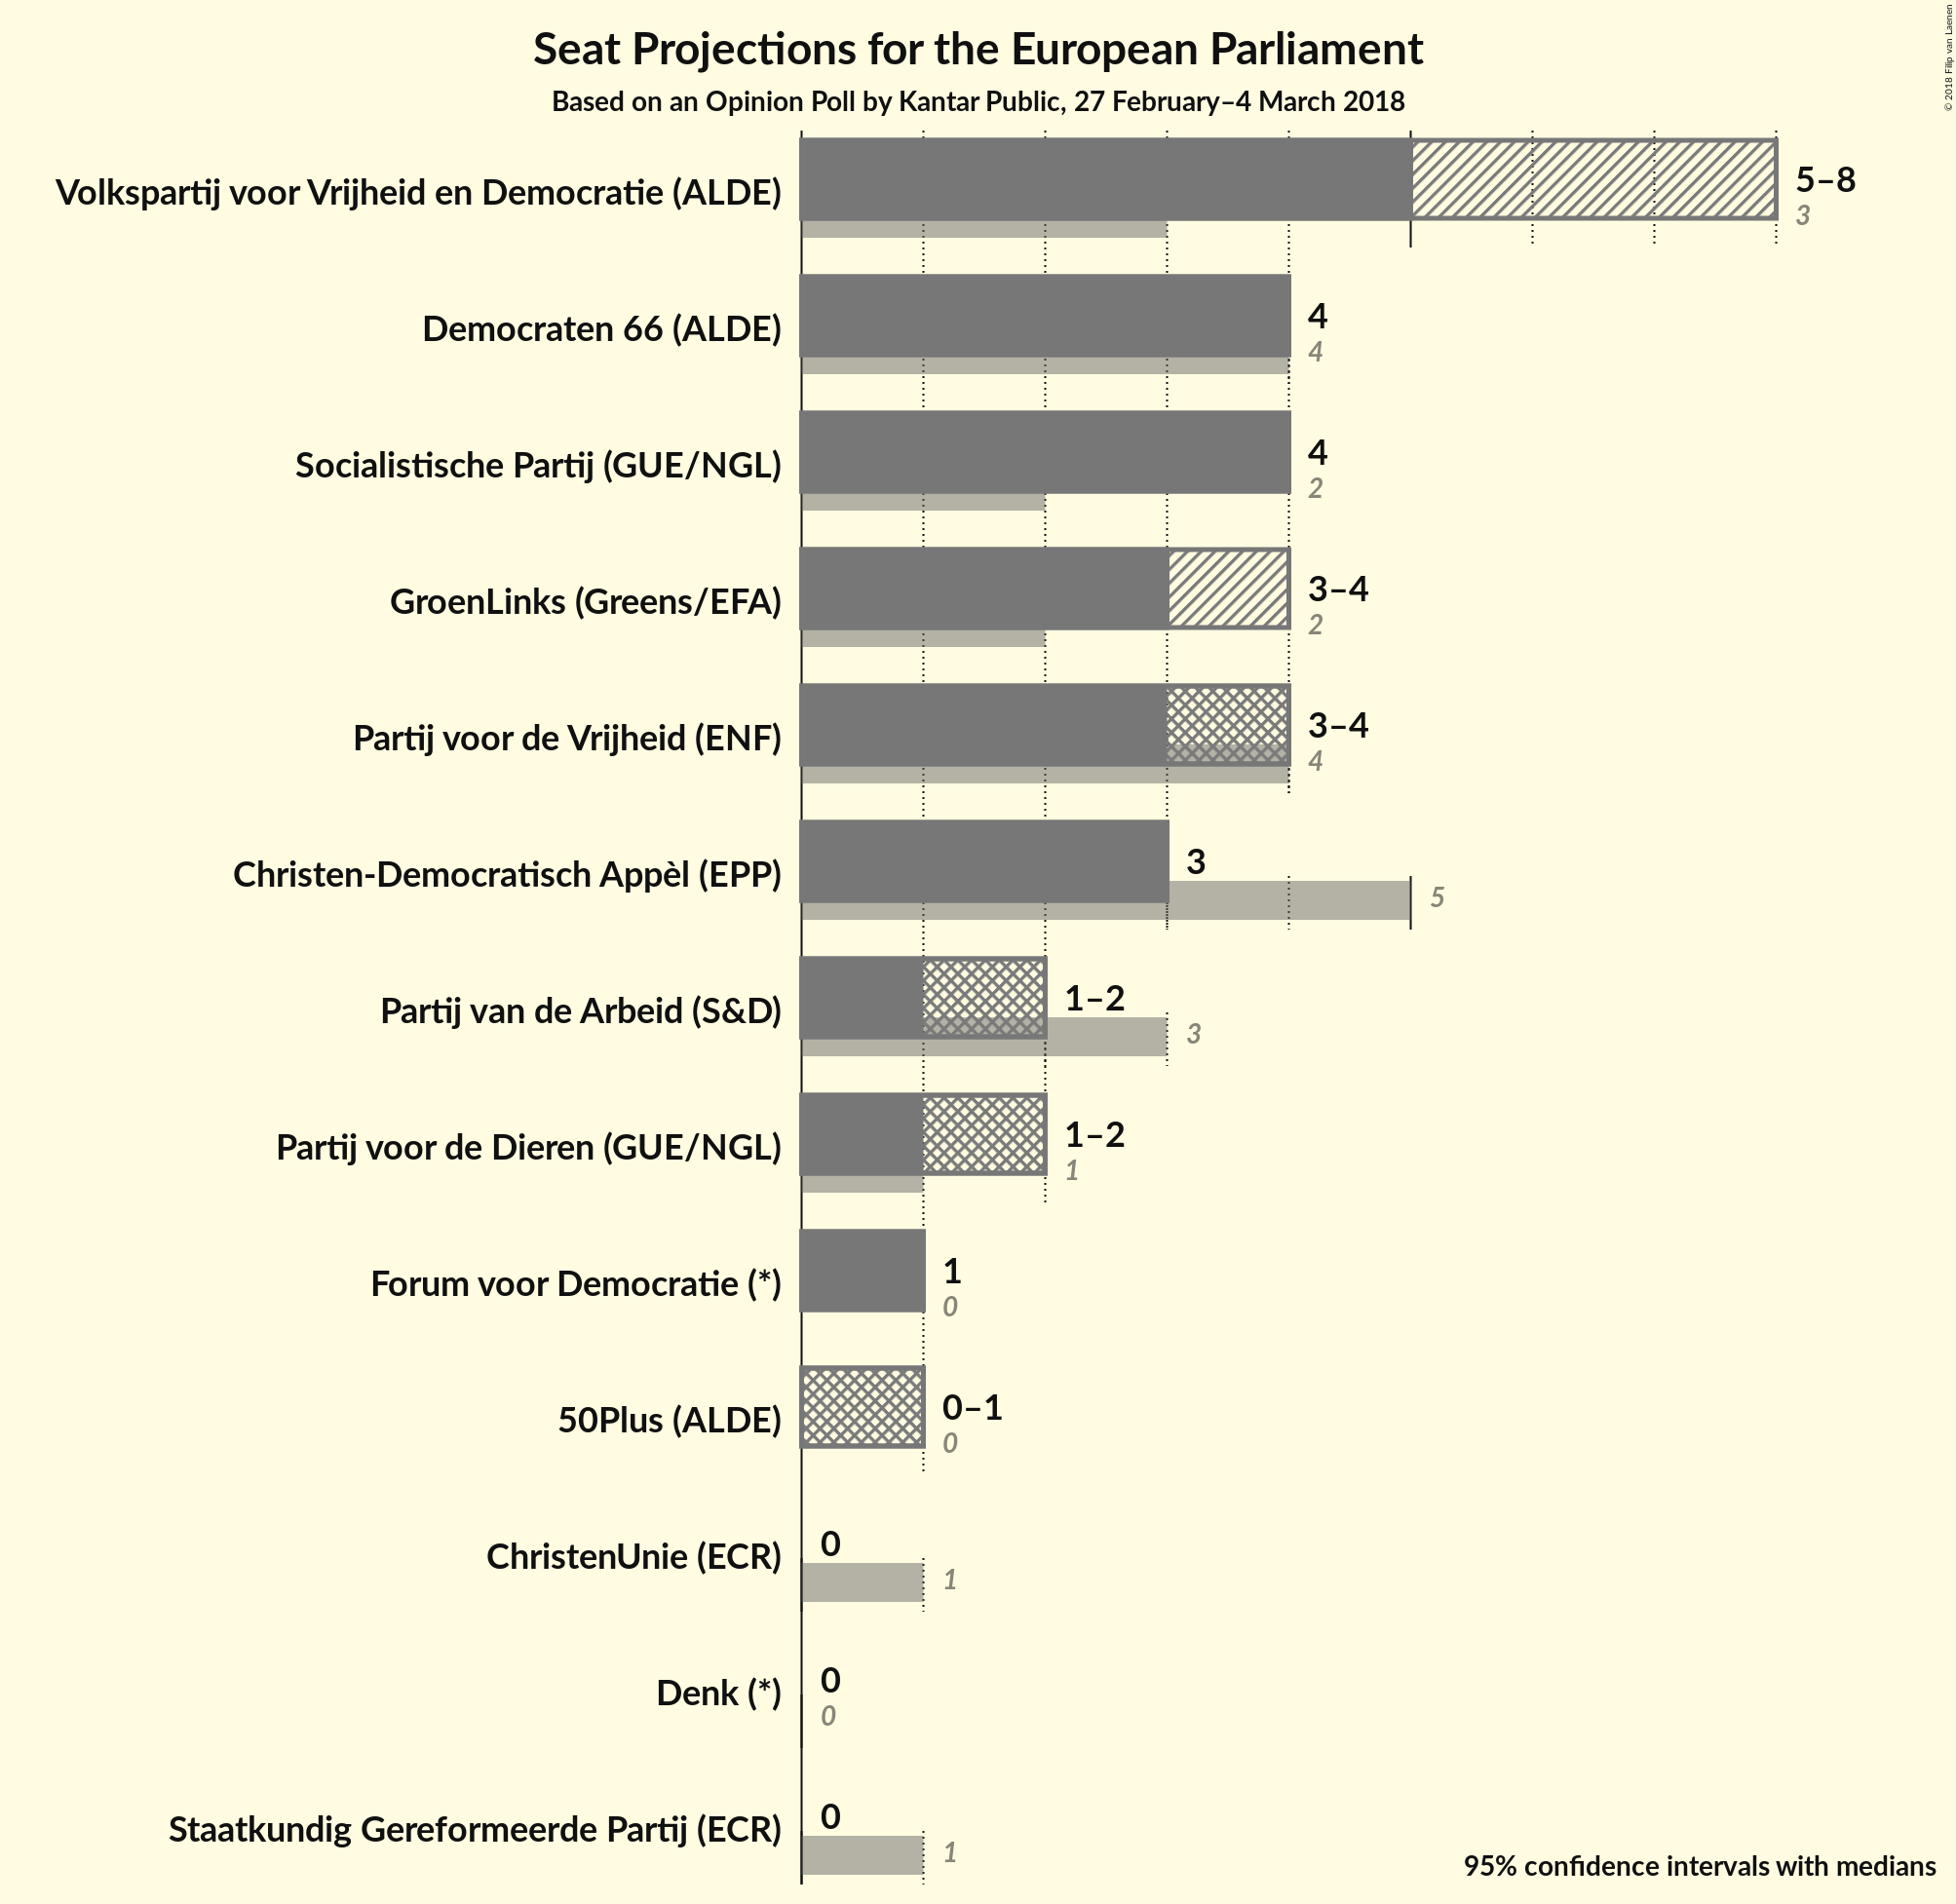 Seat Projections for the European Parliament
Based on an Opinion Poll by Kantar Public, 27 February–4 March 2018
© 2018 Filip van Laenen
Volkspartij voor Vrijheid en Democratie (ALDE)
5–8
3
Democraten 66 (ALDE)
4
4
Socialistische Partij (GUE/NGL)
4
2
GroenLinks (Greens/EFA)
3–4
2
Partij voor de Vrijheid (ENF)
3–4
4
Christen-Democratisch Appèl (EPP)
3
5
Partij van de Arbeid (S&D)
1–2
3
Partij voor de Dieren (GUE/NGL)
1–2
1
Forum voor Democratie (*)
1
0
50Plus (ALDE)
0–1
0
ChristenUnie (ECR)
0
1
Denk (*)
0
0
Staatkundig Gereformeerde Partij (ECR)
0
1
95% confidence intervals with medians